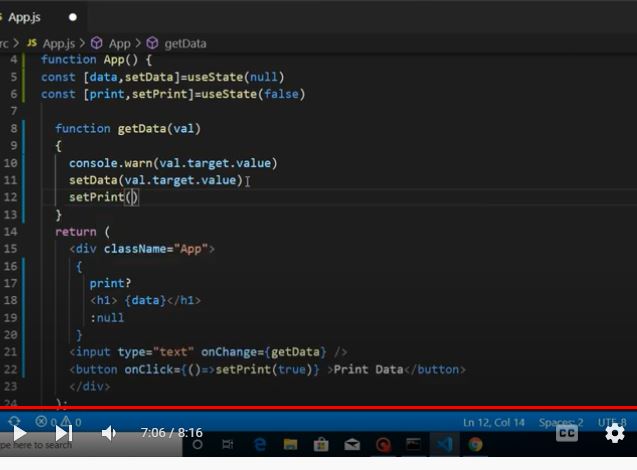 JS App.js ●
rc > JS App.js > App > getData
4 function App() {
5 const [data,setData]=useState(null)
6 const [print,setPrint]=useState(false)
7
8 function getData(val)
9 {
10 console.warn(val.target.value)
11 setData(val.target.value)
12 setPrint()
13 }
14 return (
15 <div className="App">
16 {
17 print?
18 <h1> {data}</h1>
19 :null
20 }
21 <input type="text" onChange={getData} />
22 <button onClick={()=>setPrint(true)} >Print Data</button>
23 </div>
24 );
0 0 Ln 12, Col 14 Spaces: 2 UTF-8
7:06 / 8:16 CC
pe here to search